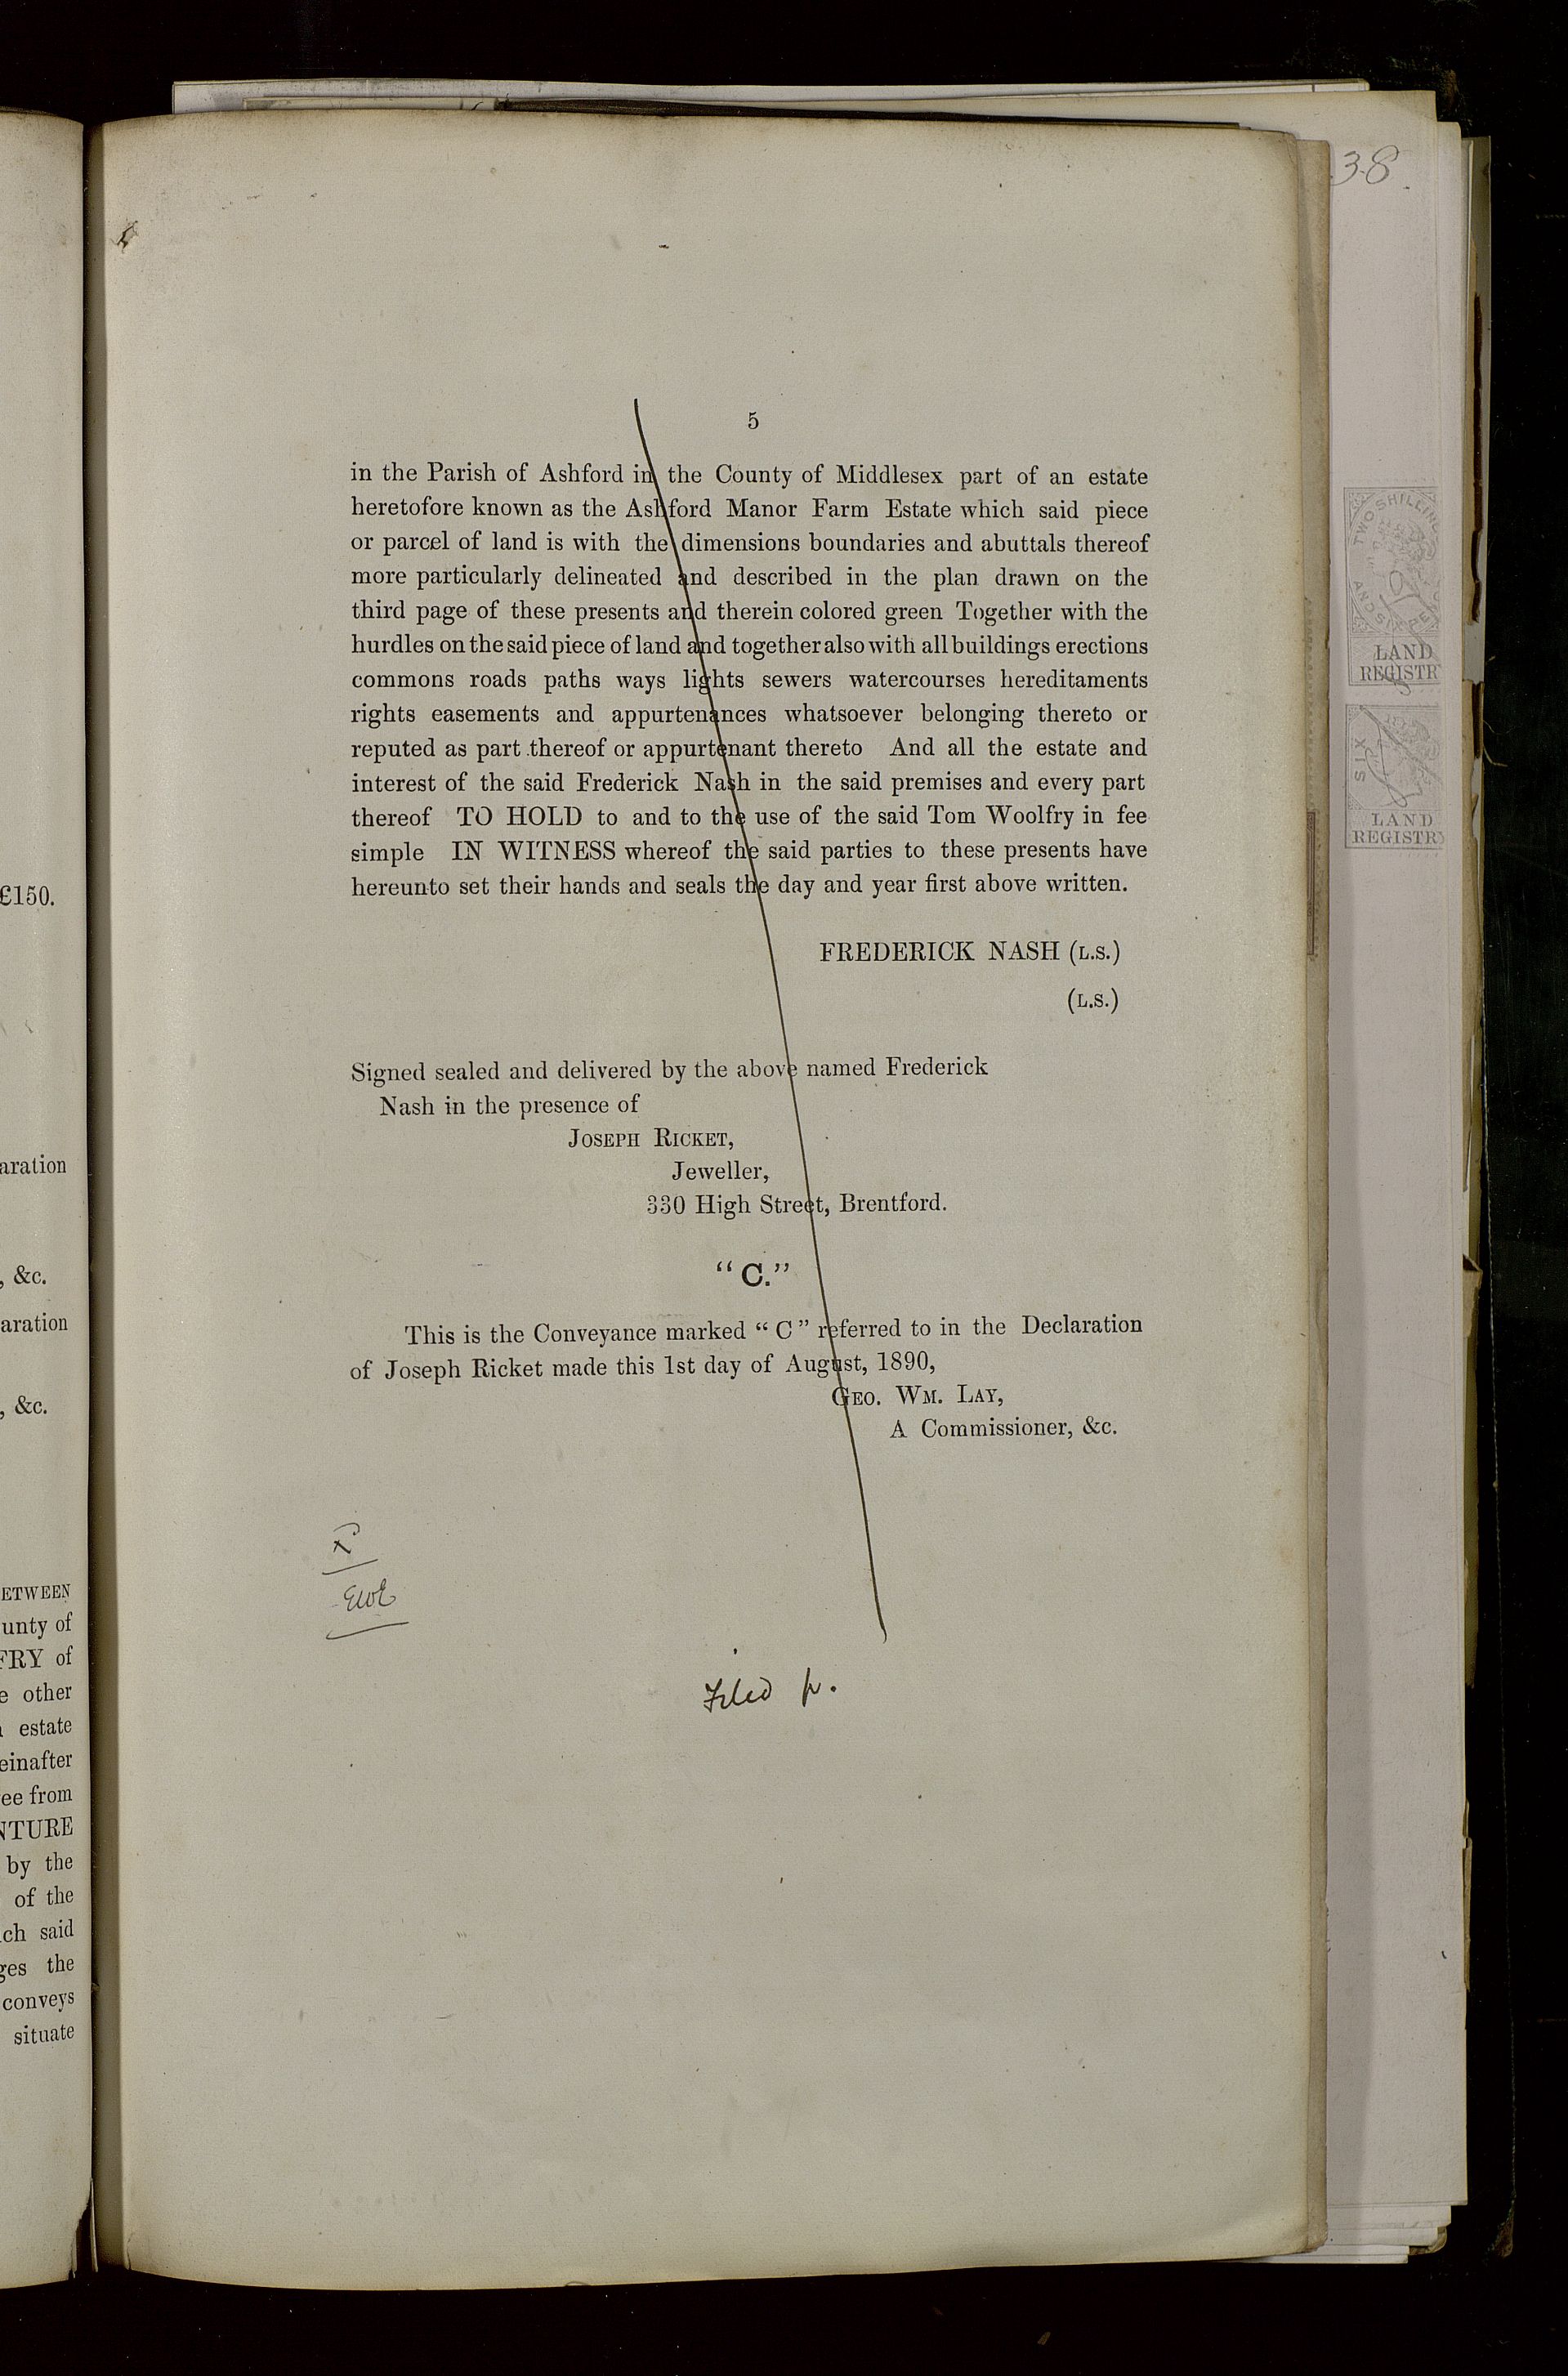 £150.
aration
, &c.
aration
, &c.
ETWEEN
unty of
FRY of
e other
estate
einafter
ee from
NTURE
by the
of the
ch said
ges the
conveys
situate
5
in the Parish of Ashford in the County of Middlesex part of an estate
heretofore known as the Ashford Manor Farm Estate which said piece
or parcel of land is with the dimensions boundaries and abuttals thereof
more particularly delineated and described in the plan drawn on the
third page of these presents and therein colored green Together with the
hurdles on the said piece of land and together also with all buildings erections
commons roads paths ways lights sewers watercourses hereditaments
rights easements and appurtenances whatsoever belonging thereto or
reputed as part thereof or appurtenant thereto And all the estate and
interest of the said Frederick Nash in the said premises and every part
thereof TO HOLD to and to the use of the said Tom Woolfry in fee
simple IN WITNESS whereof the said parties to these presents have
hereunto set their hands and seals the day and year first above written.
FREDERICK NASH (L.S.)
(L.S.)
Signed sealed and delivered by the above named Frederick
Nash in the presence of
JOSEPH RICKET,
Jeweller,
330 High Street, Brentford.
“C.”
This is the Conveyance marked “C” referred to in the Declaration
of Joseph Ricket made this 1st day of August, 1890,
GEO. WM. LAY,
A Commissioner, &c.
Filed
38
TWO SHILLING
AND SIX PE
LAND
REGISTR
SIX
LAND
REGISTRY